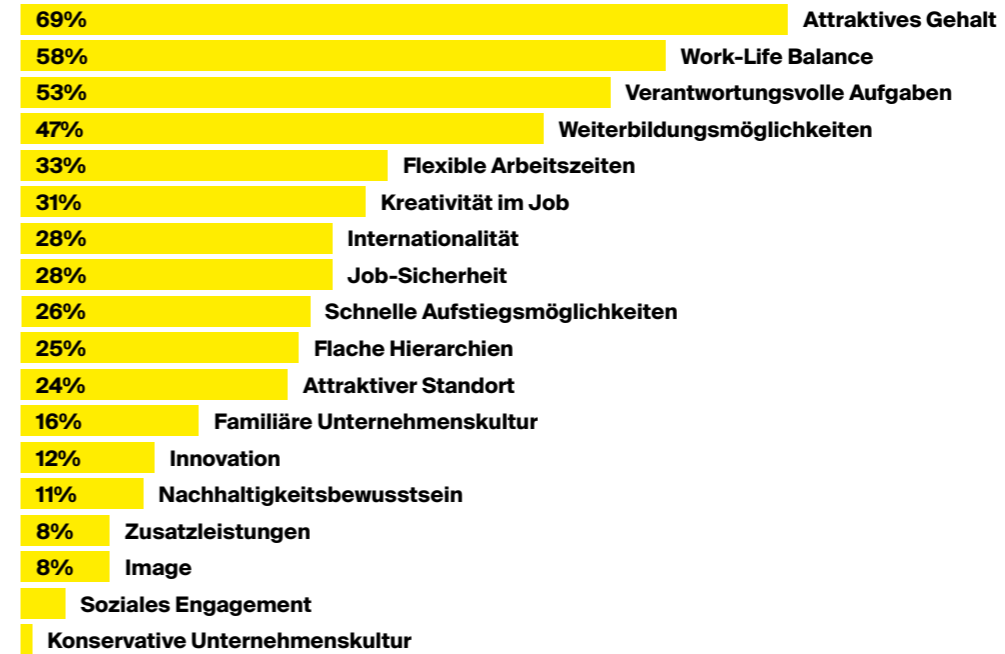 69% Attraktives Gehalt
58% Work-Life Balance
53% Verantwortungsvolle Aufgaben
47% Weiterbildungsmöglichkeiten
33% Flexible Arbeitszeiten
31% Kreativität im Job
28% Internationalität
28% Job-Sicherheit
26% Schnelle Aufstiegsmöglichkeiten
25% Flache Hierarchien
24% Attraktiver Standort
16% Familiäre Unternehmenskultur
12% Innovation
11% Nachhaltigkeitsbewusstsein
8% Zusatzleistungen
8% Image
Soziales Engagement
Konservative Unternehmenskultur